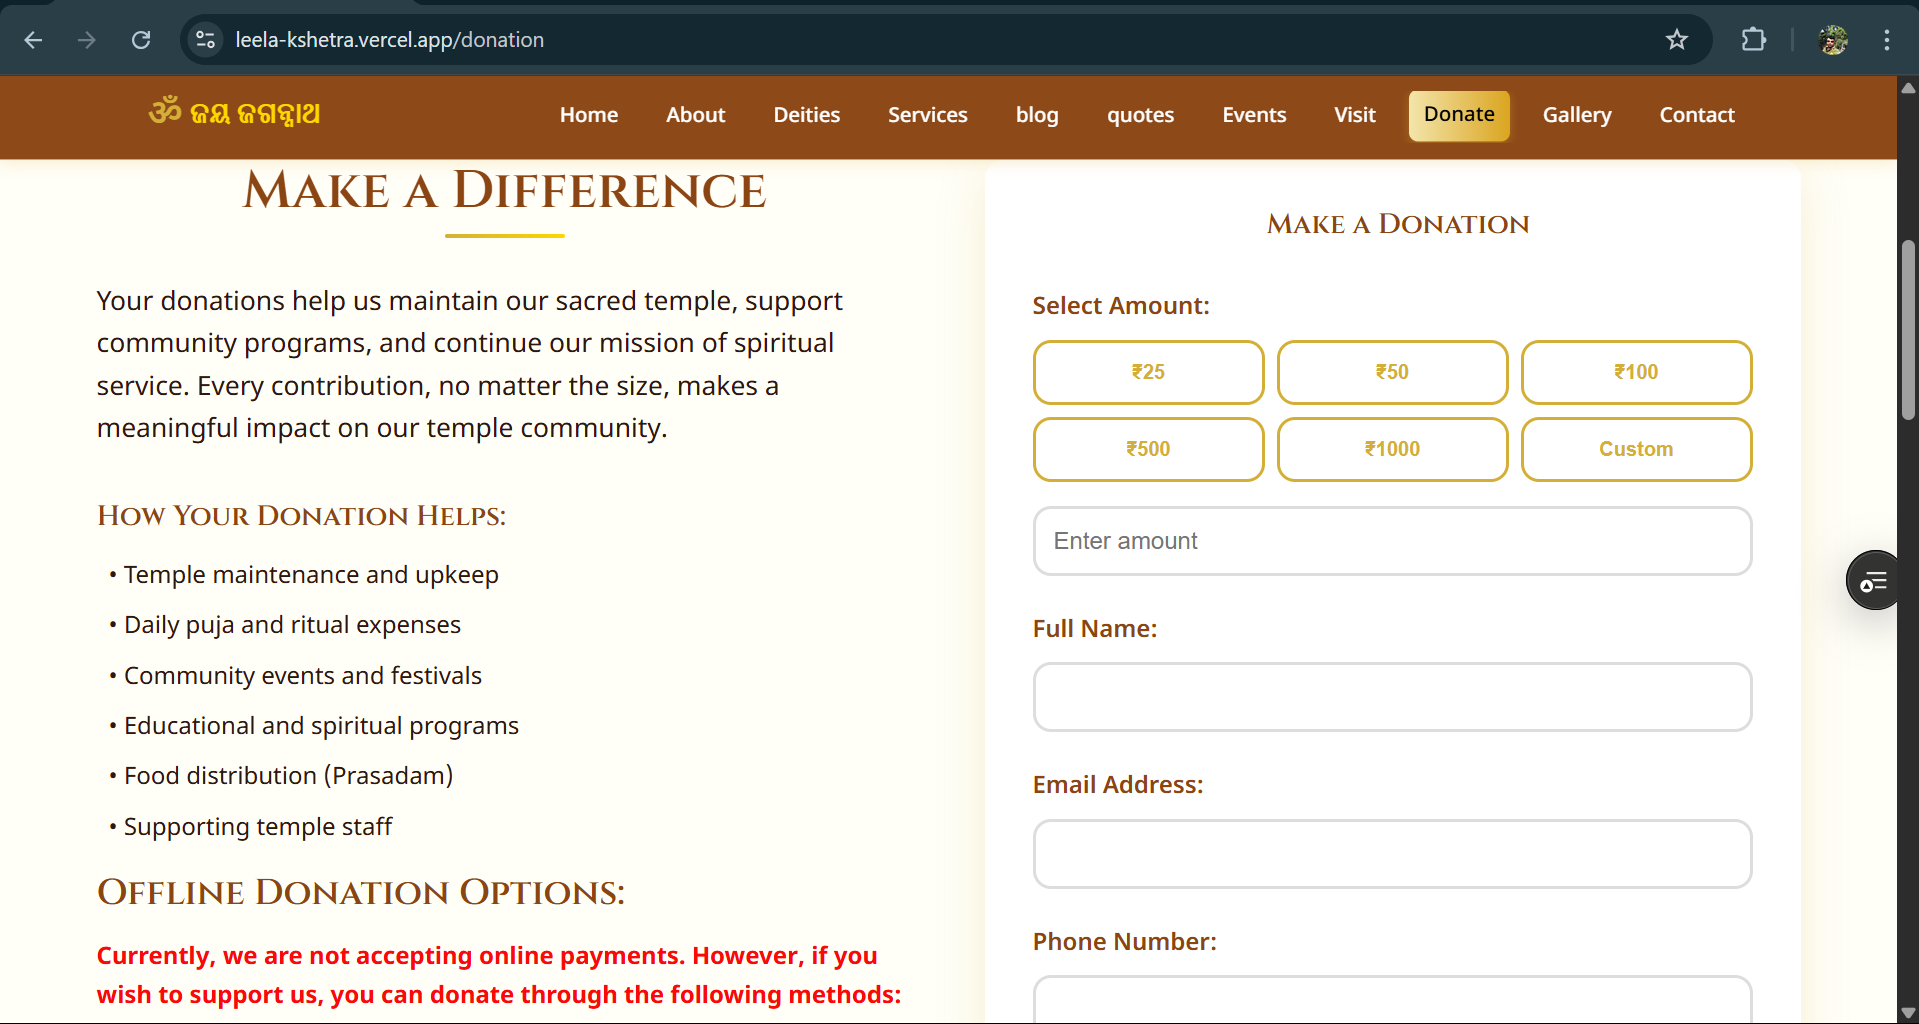 leela-kshetra.vercel.app/donation
ॐ ଜୟ ଜଗନ୍ନାଥ
Home
About
Deities
Services
blog
quotes
Events
Visit
Donate
Gallery
Contact
Make a Difference
Your donations help us maintain our sacred temple, support
community programs, and continue our mission of spiritual
service. Every contribution, no matter the size, makes a
meaningful impact on our temple community.
How Your Donation Helps:
• Temple maintenance and upkeep
• Daily puja and ritual expenses
• Community events and festivals
• Educational and spiritual programs
• Food distribution (Prasadam)
• Supporting temple staff
Offline Donation Options:
Currently, we are not accepting online payments. However, if you
wish to support us, you can donate through the following methods:
Make a Donation
Select Amount:
₹25
₹50
₹100
₹500
₹1000
Custom
Enter amount
Full Name:
Email Address:
Phone Number: